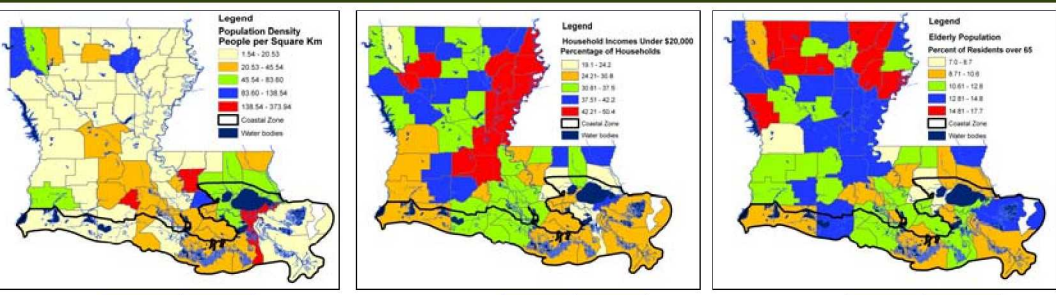 Legend
Population Density
People per Square Km
1.54 - 20.53
20.53 - 45.54
45.54 - 83.60
83.60 - 138.54
138.54 - 373.94
Coastal Zone
Water bodies
Legend
Household Incomes Under $20,000
Percentage of Households
19.1 - 24.2
24.21- 30.8
30.81 - 37.5
37.51 - 42.2
42.21 - 50.4
Coastal Zone
Water bodies
Legend
Elderly Population
Percent of Residents over 65
7.0 - 8.7
8.71 - 10.6
10.61 - 12.8
12.81 - 14.8
14.81 - 17.7
Coastal Zone
Water bodies